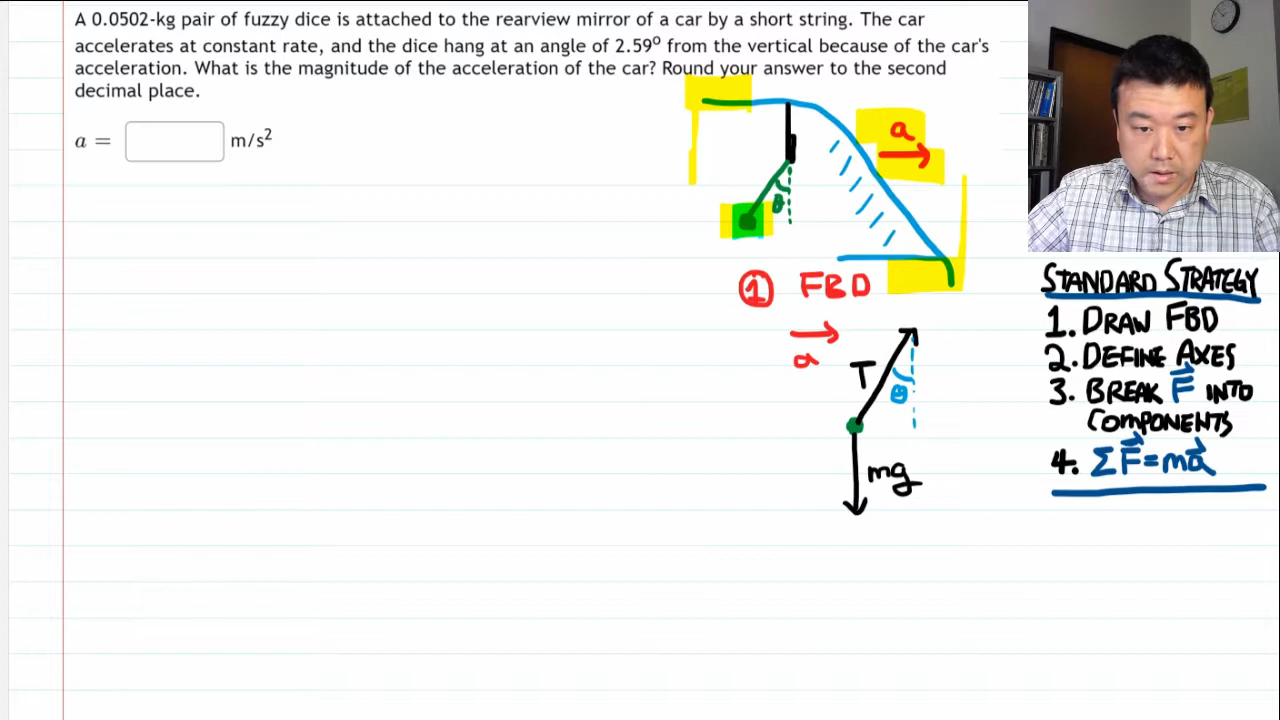 A 0.0502-kg pair of fuzzy dice is attached to the rearview mirror of a car by a short string. The car
accelerates at constant rate, and the dice hang at an angle of 2.59º from the vertical because of the car's
acceleration. What is the magnitude of the acceleration of the car? Round your answer to the second
decimal place.
a = m/s²
a
θ
① FBD
a
T
θ
mg
STANDARD STRATEGY
1. DRAW FBD
2. DEFINE AXES
3. BREAK F⃗ INTO
COMPONENTS
4. ΣF⃗=ma⃗